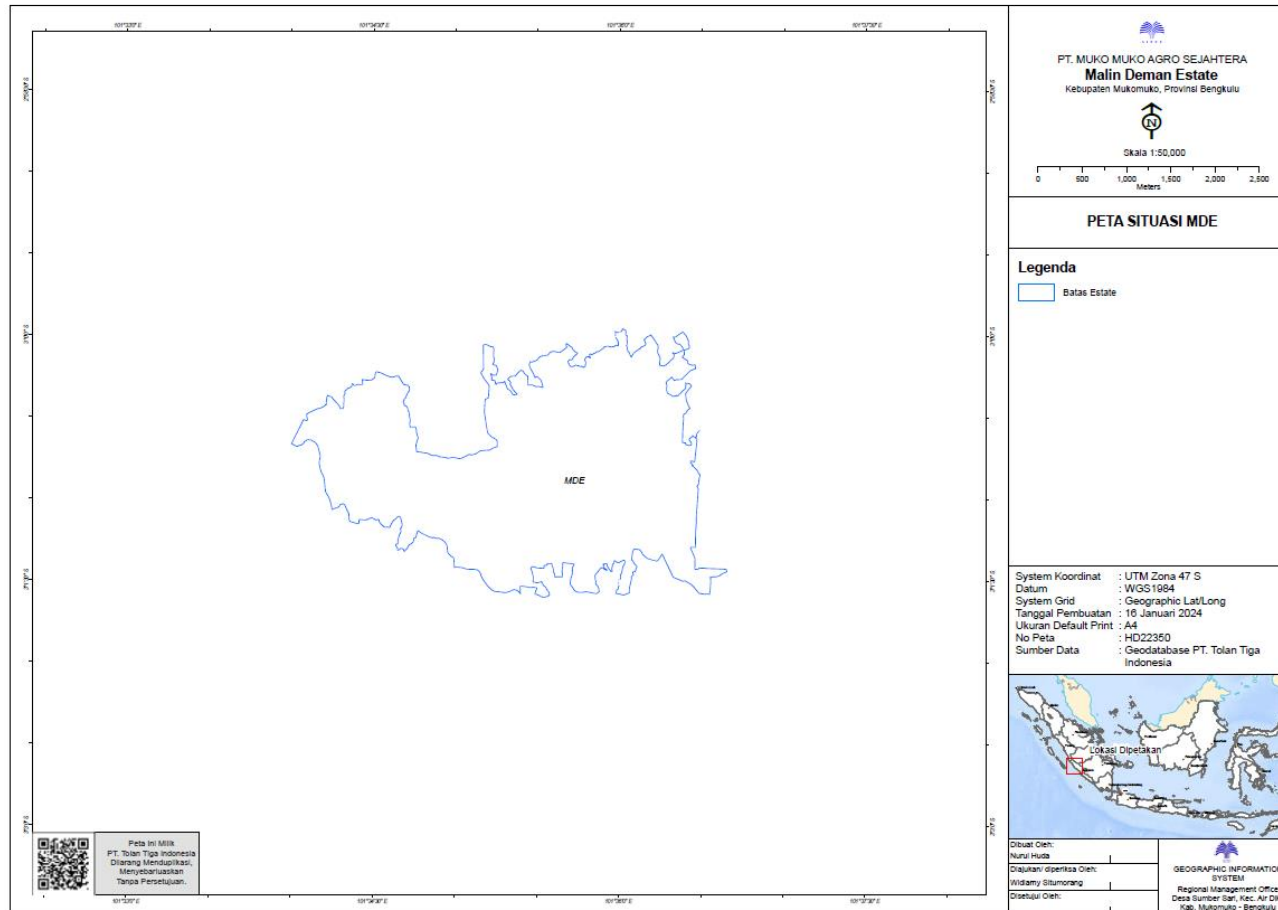 PT. MUKO MUKO AGRO SEJAHTERA
Malin Deman Estate
Kebupaten Mukomuko, Provinsi Bengkulu
N
Skala 1:50,000
0 500 1,000 1,500 2,000 2,500
Meters
PETA SITUASI MDE
Legenda
Batas Estate
MDE
System Koordinat : UTM Zona 47 S
Datum : WGS1984
System Grid : Geographic Lat/Long
Tanggal Pembuatan : 16 Januari 2024
Ukuran Default Print : A4
No Peta : HD22350
Sumber Data : Geodatabase PT. Tolan Tiga
Indonesia
Lokasi Dipetakan
Peta Ini Milik
PT. Tolan Tiga Indonesia
Dilarang Menduplikasi,
Menyebarluaskan
Tanpa Persetujuan.
Dibuat Oleh:
Nurul Huda
Diajukan/ diperiksa Oleh:
Widiamy Situmorang
Disetujui Oleh:
GEOGRAPHIC INFORMATION
SYSTEM
Regional Management Office
Desa Sumber Sari, Kec. Air Di
Kab. Mukomuko - Bengkulu